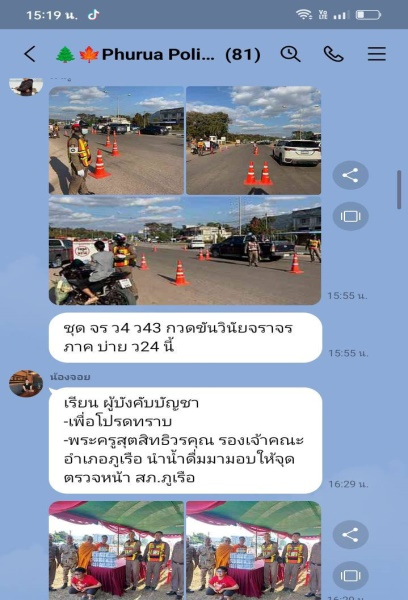 15:19 น.
Phurua Poli... (81)
15:55 น.
ชุด จร ว4 ว43 กวดขันวินัยจราจร
ภาค บ่าย ว24 นี้
15:55 น.
น้องจอย
เรียน ผู้บังคับบัญชา
-เพื่อโปรดทราบ
-พระครูสุตสิทธิวรคุณ รองเจ้าคณะ
อำเภอภูเรือ นำน้ำดื่มมามอบให้จุด
ตรวจหน้า สภ.ภูเรือ
16:29 น.